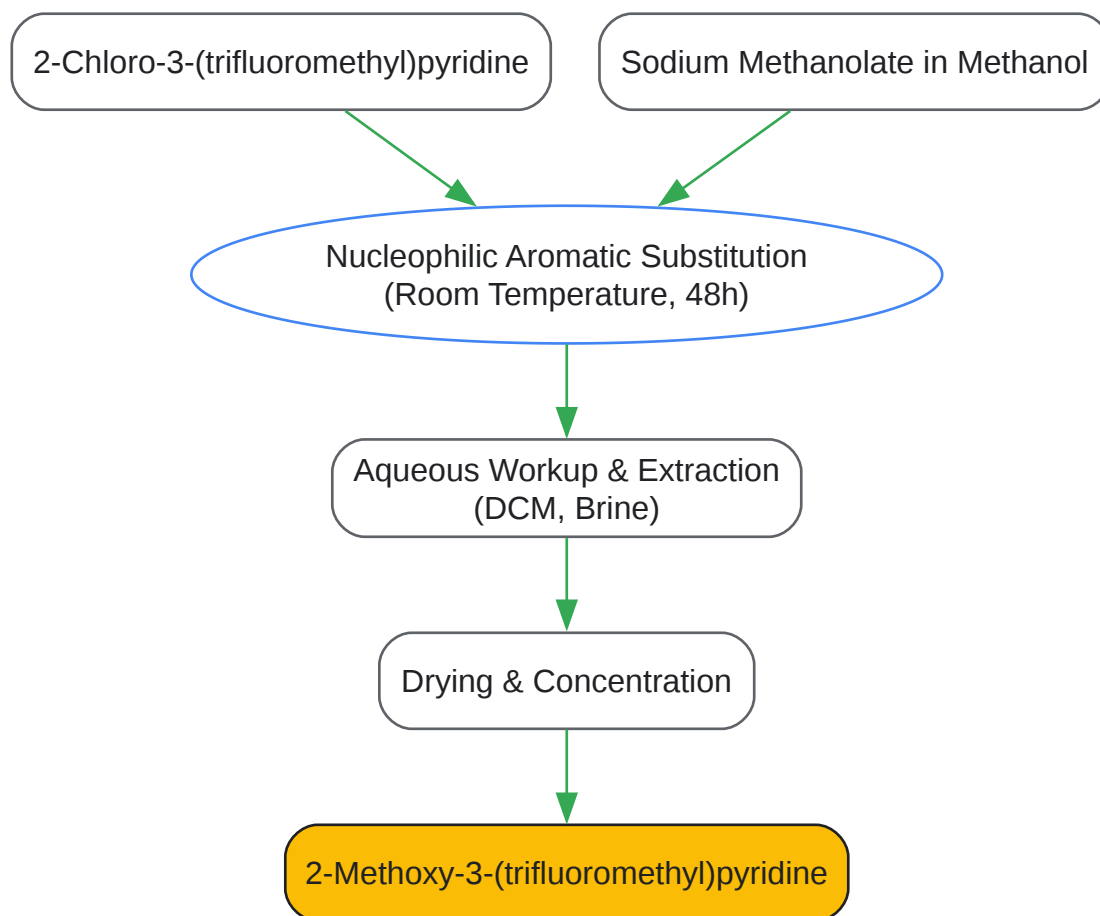 2-Chloro-3-(trifluoromethyl)pyridine
Sodium Methanolate in Methanol
Nucleophilic Aromatic Substitution
(Room Temperature, 48h)
Aqueous Workup & Extraction
(DCM, Brine)
Drying & Concentration
2-Methoxy-3-(trifluoromethyl)pyridine